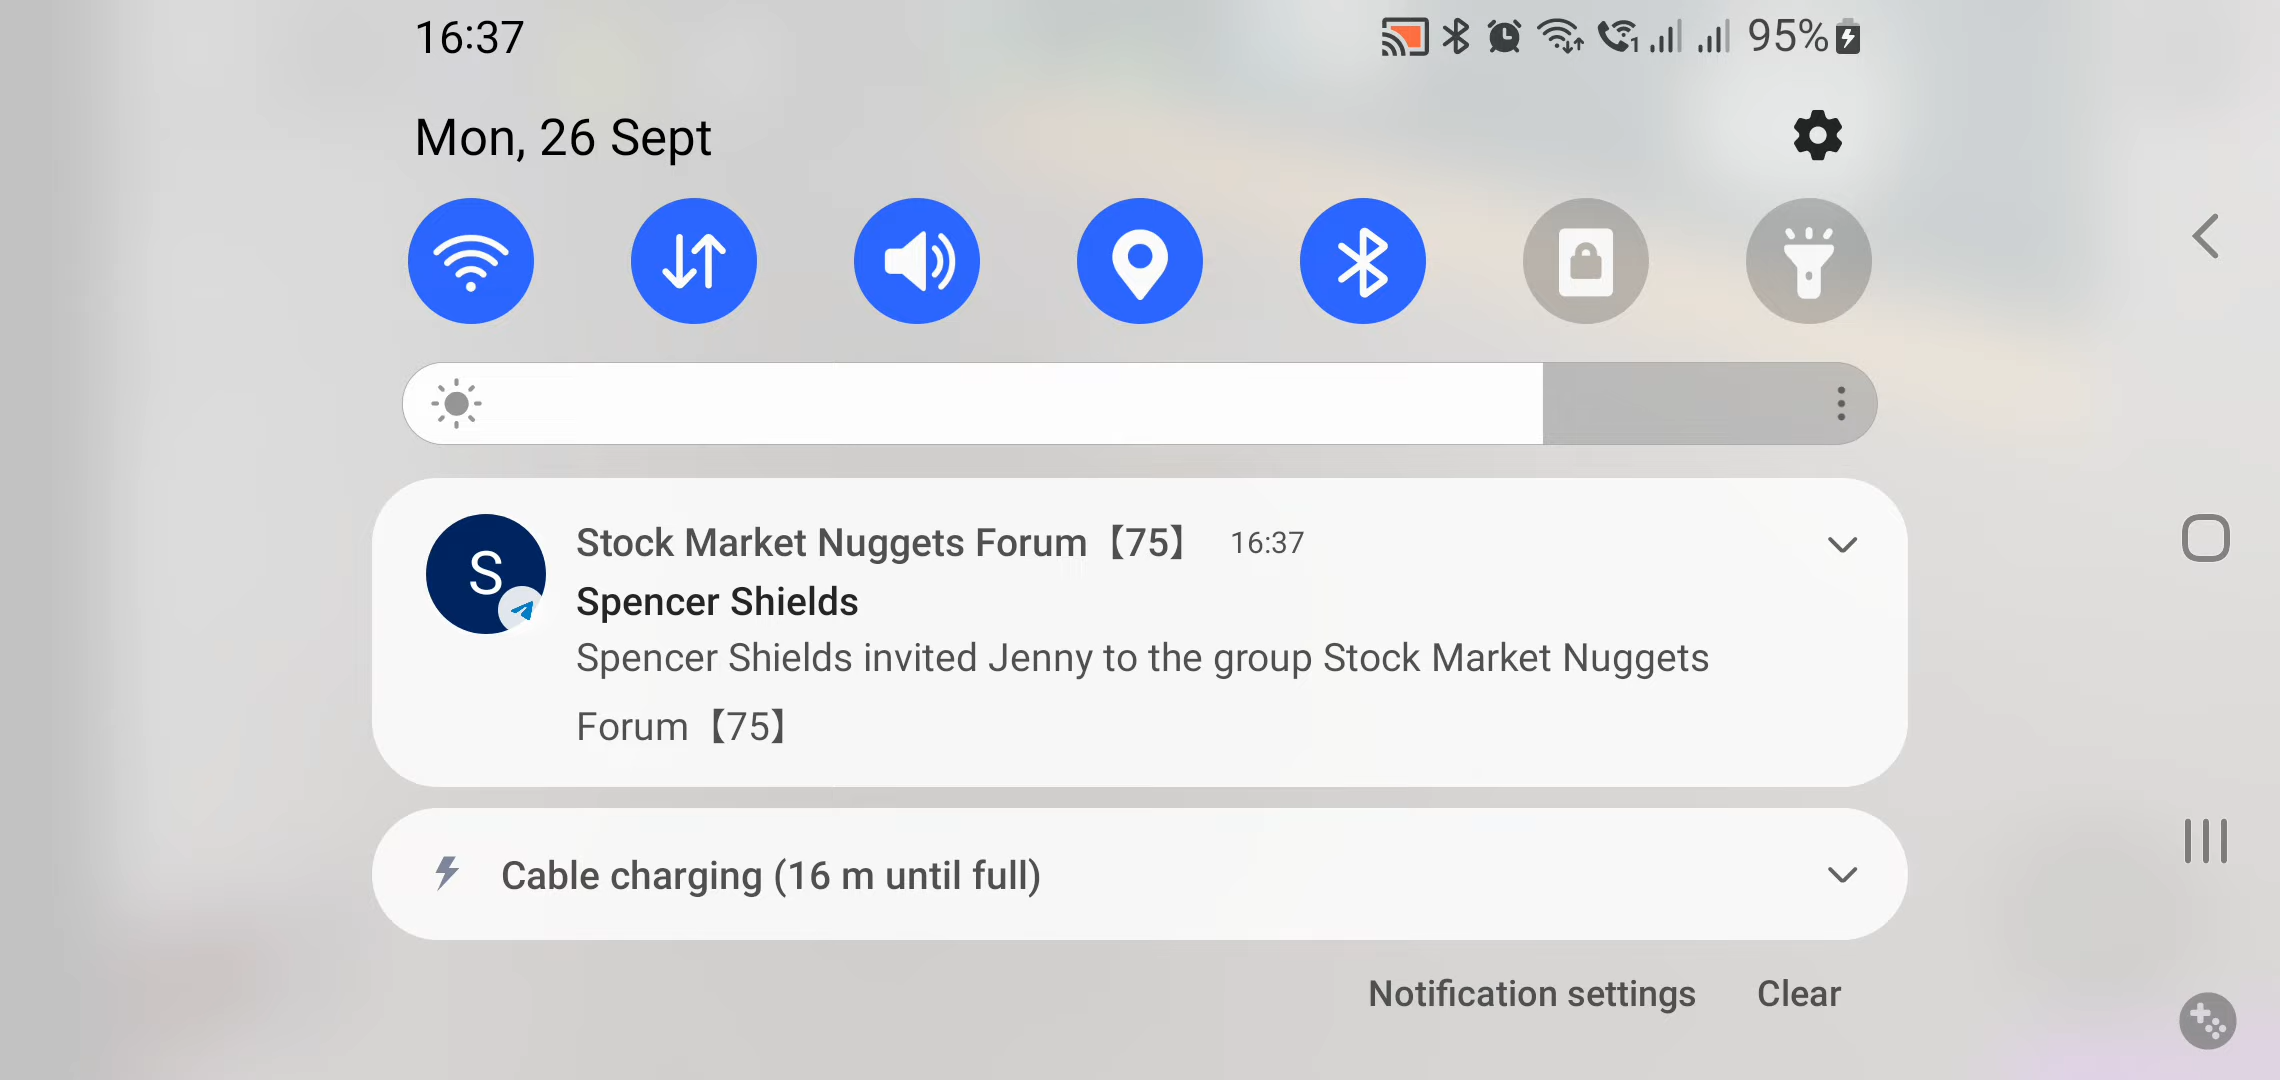 16:37
1
95%
Mon, 26 Sept
Stock Market Nuggets Forum【75】 16:37
S
Spencer Shields
Spencer Shields invited Jenny to the group Stock Market Nuggets
Forum【75】
Cable charging (16 m until full)
Notification settings Clear